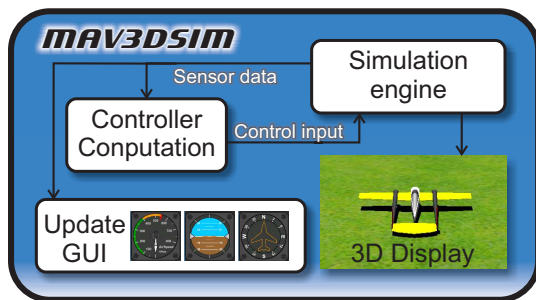 MAV3DSIM
Sensor data
Simulation
engine
Controller
Conputation
Control input
Update
GUI
3D Display